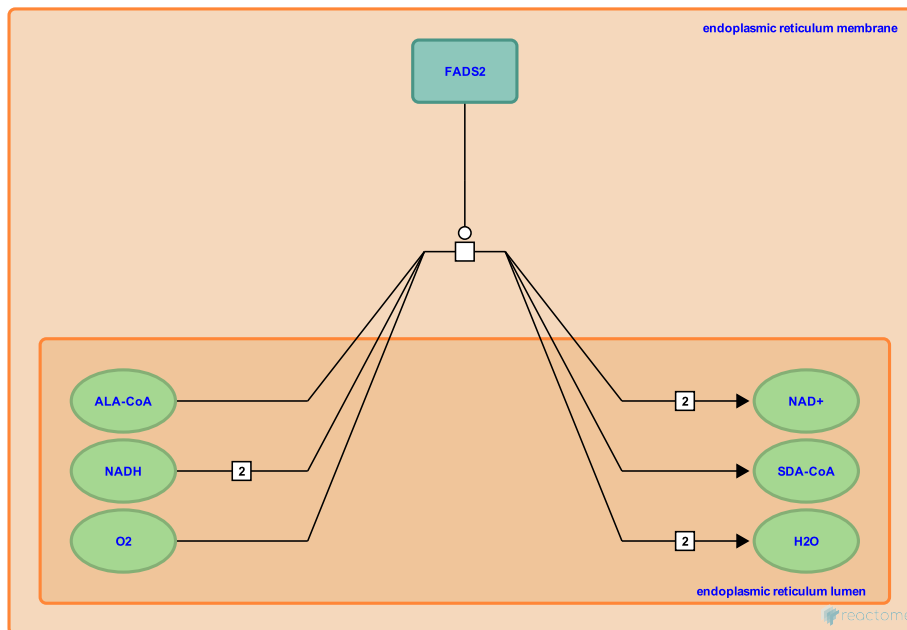 endoplasmic reticulum membrane
FADS2
ALA-CoA
2
NAD+
NADH
2
SDA-CoA
O2
2
H2O
endoplasmic reticulum lumen
reactome